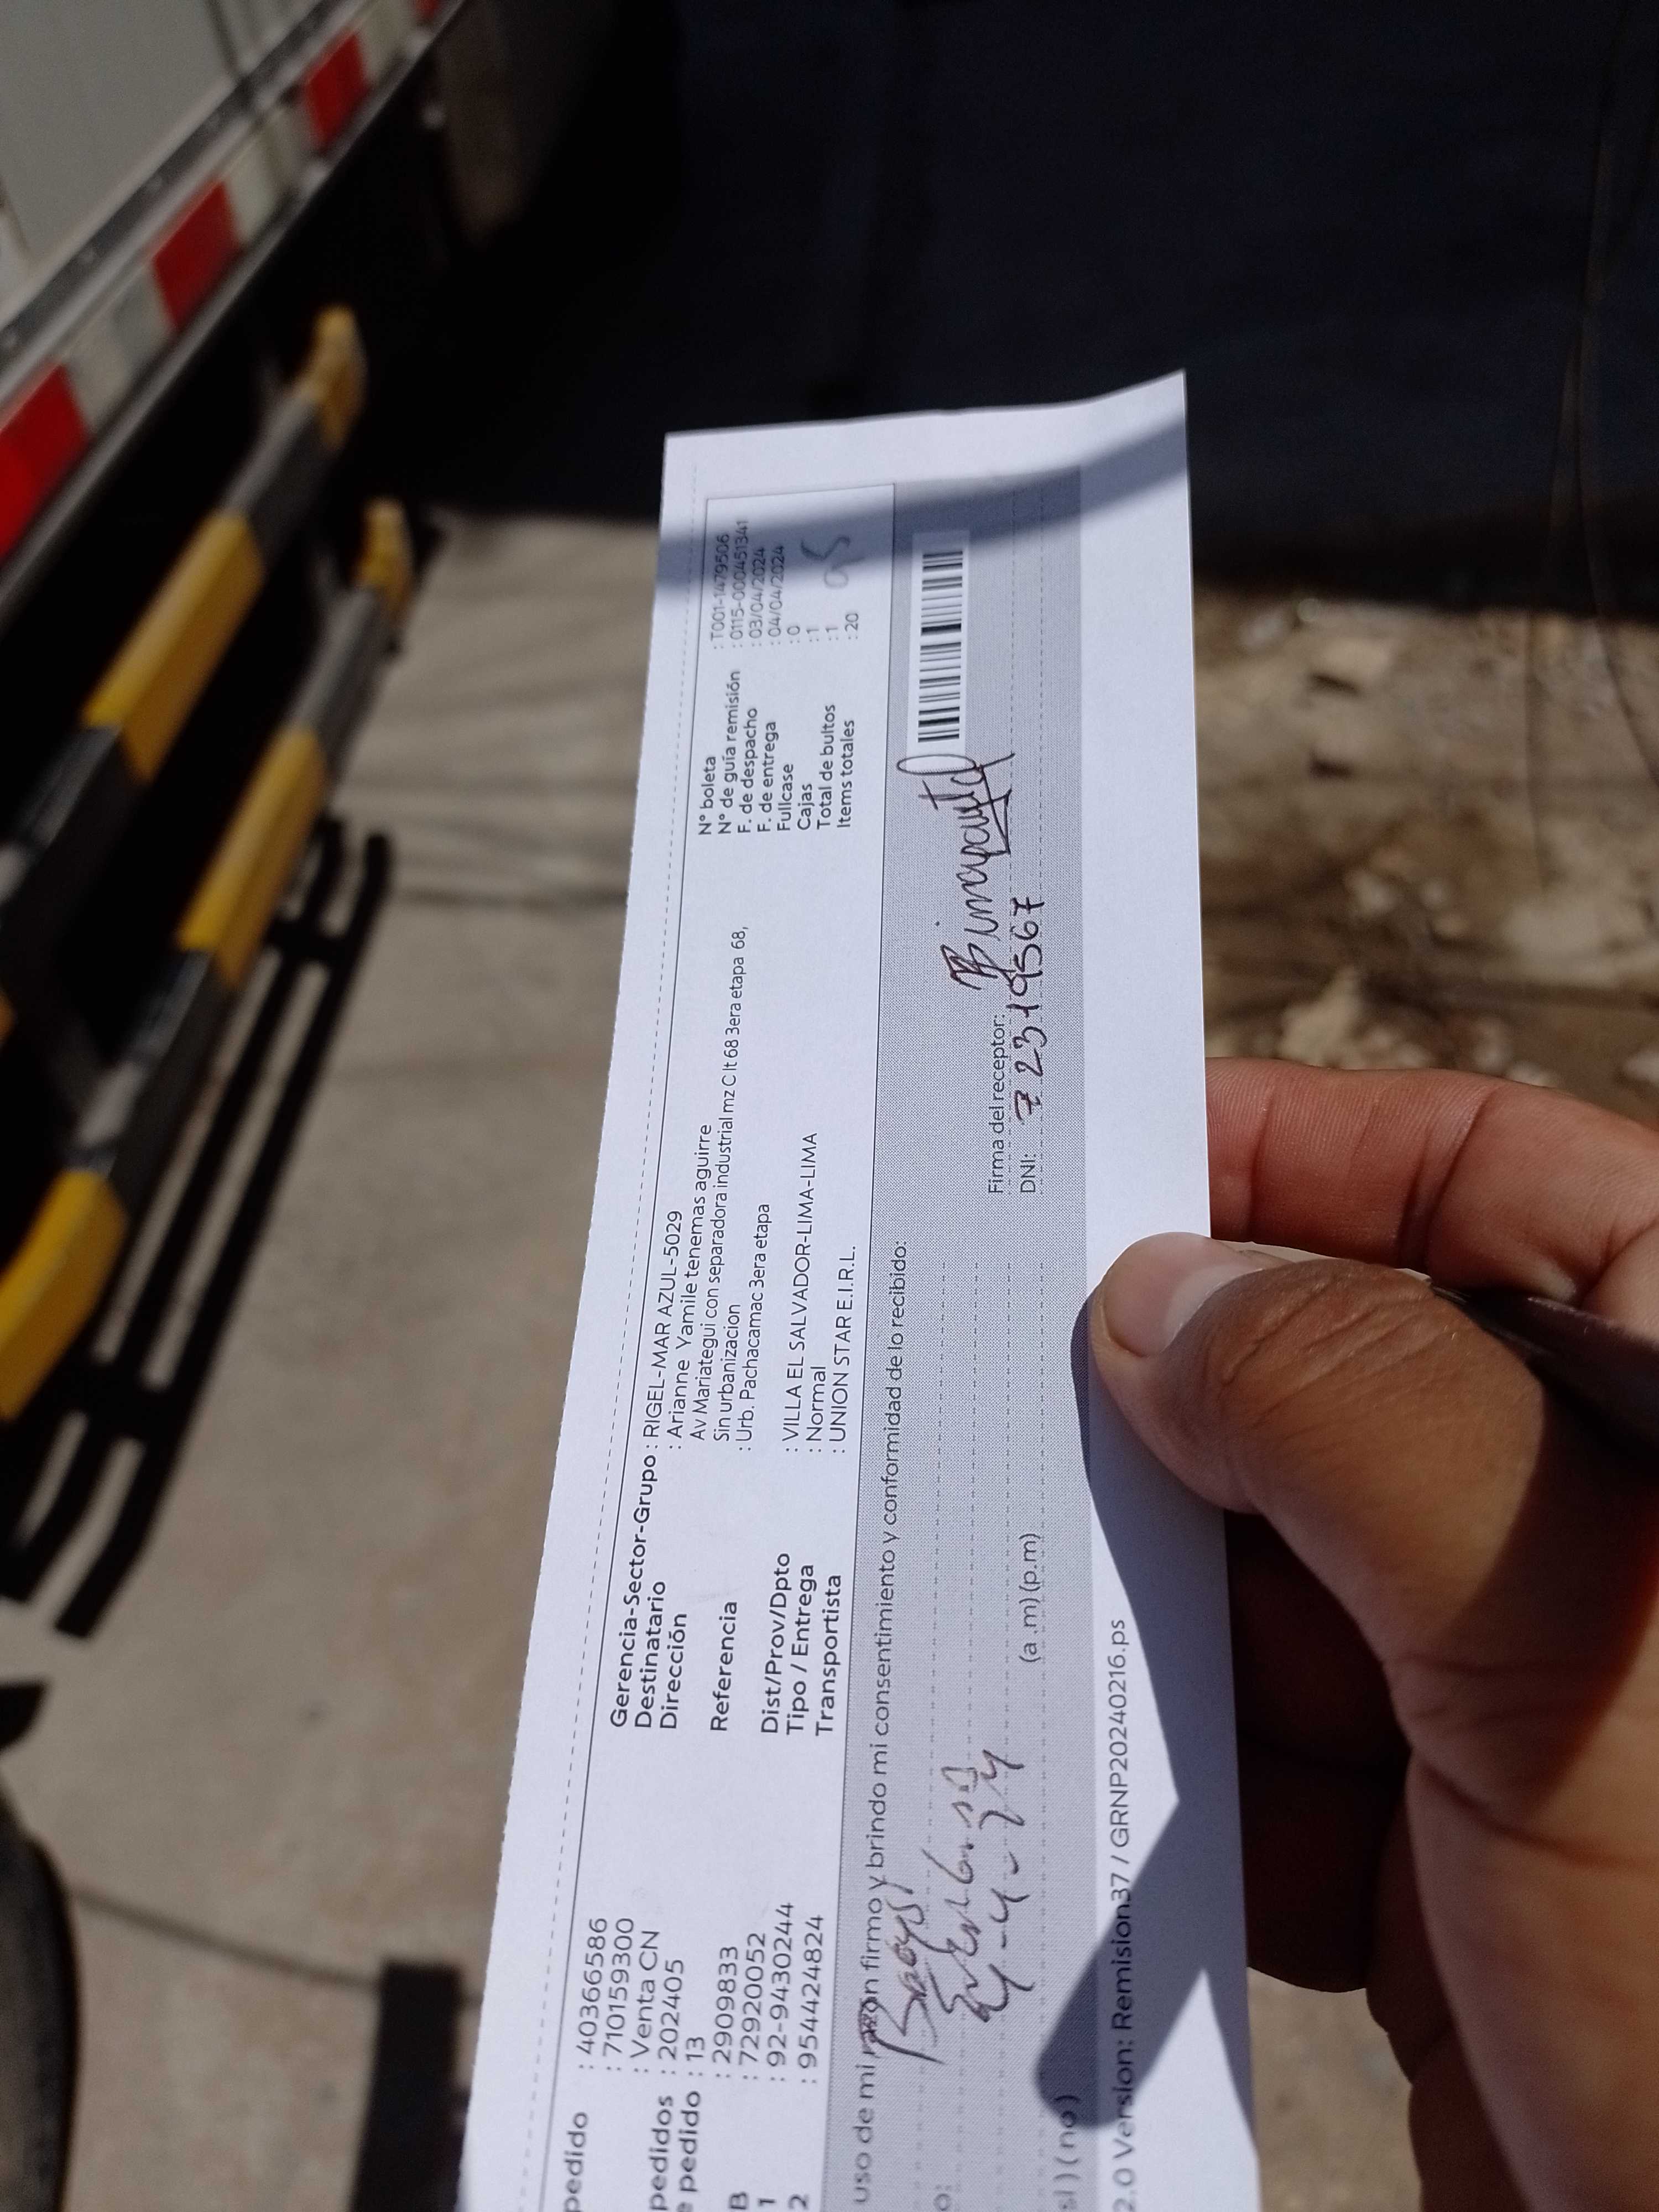 pedido : 403666586
: 710159300
: Venta CN
pedidos : 202405
e pedido : 13
: 29098​33
B : 72920052
1 : 92-9430244
2 : 954424824
Gerencia-Sector-Grupo : RIGEL-MAR AZUL-5029
Destinatario : Arianne Yamile tenemas aguirre
Dirección Av Mariategui con separadora industrial mz C lt 68 3era etapa 68,
Sin urbanizacion
Referencia : Urb. Pachacamac 3era etapa
Dist/Prov/Dpto : VILLA EL SALVADOR-LIMA-LIMA
Tipo / Entrega : Normal
Transportista : UNION STAR E.I.R.L.
N° boleta : T001-1479506
N° de guía remisión : 0115-000451341
F. de despacho : 03/04/2024
F. de entrega : 04/04/2024
Fullcase : 0
Cajas : 1
Total de bultos : 1
Items totales : 20
uso de mi razón firmo y brindo mi consentimiento y conformidad de lo recibido:
o:
4-4-24
(a.m)(p.m)
si ) ( no )
Firma del receptor:
DNI: 72319567
2.0 Version: Remision37 / GRNP20240216.ps